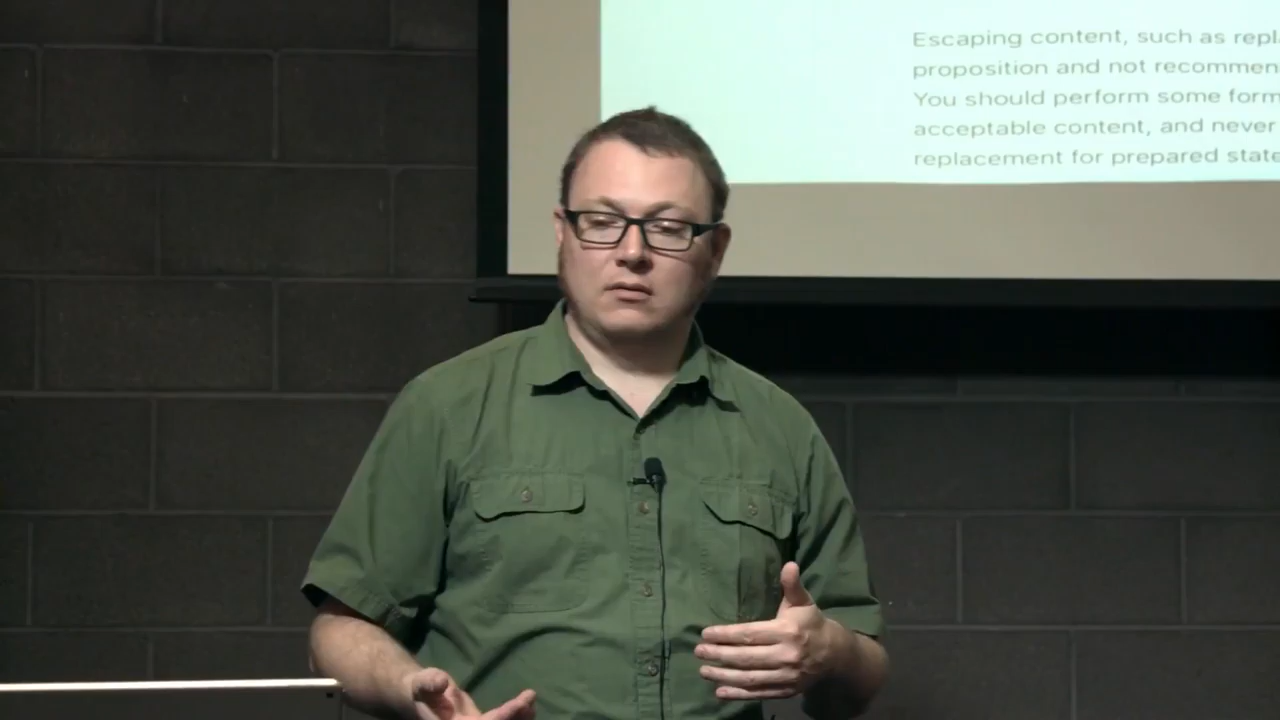 Escaping content, such as repl
proposition and not recommen
You should perform some form
acceptable content, and never
replacement for prepared state